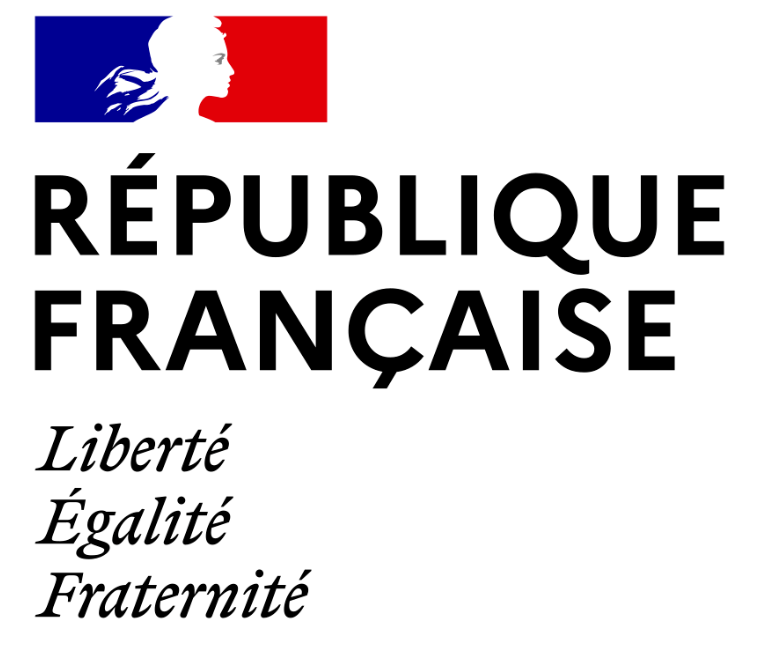 RÉPUBLIQUE
FRANÇAISE
Liberté
Égalité
Fraternité